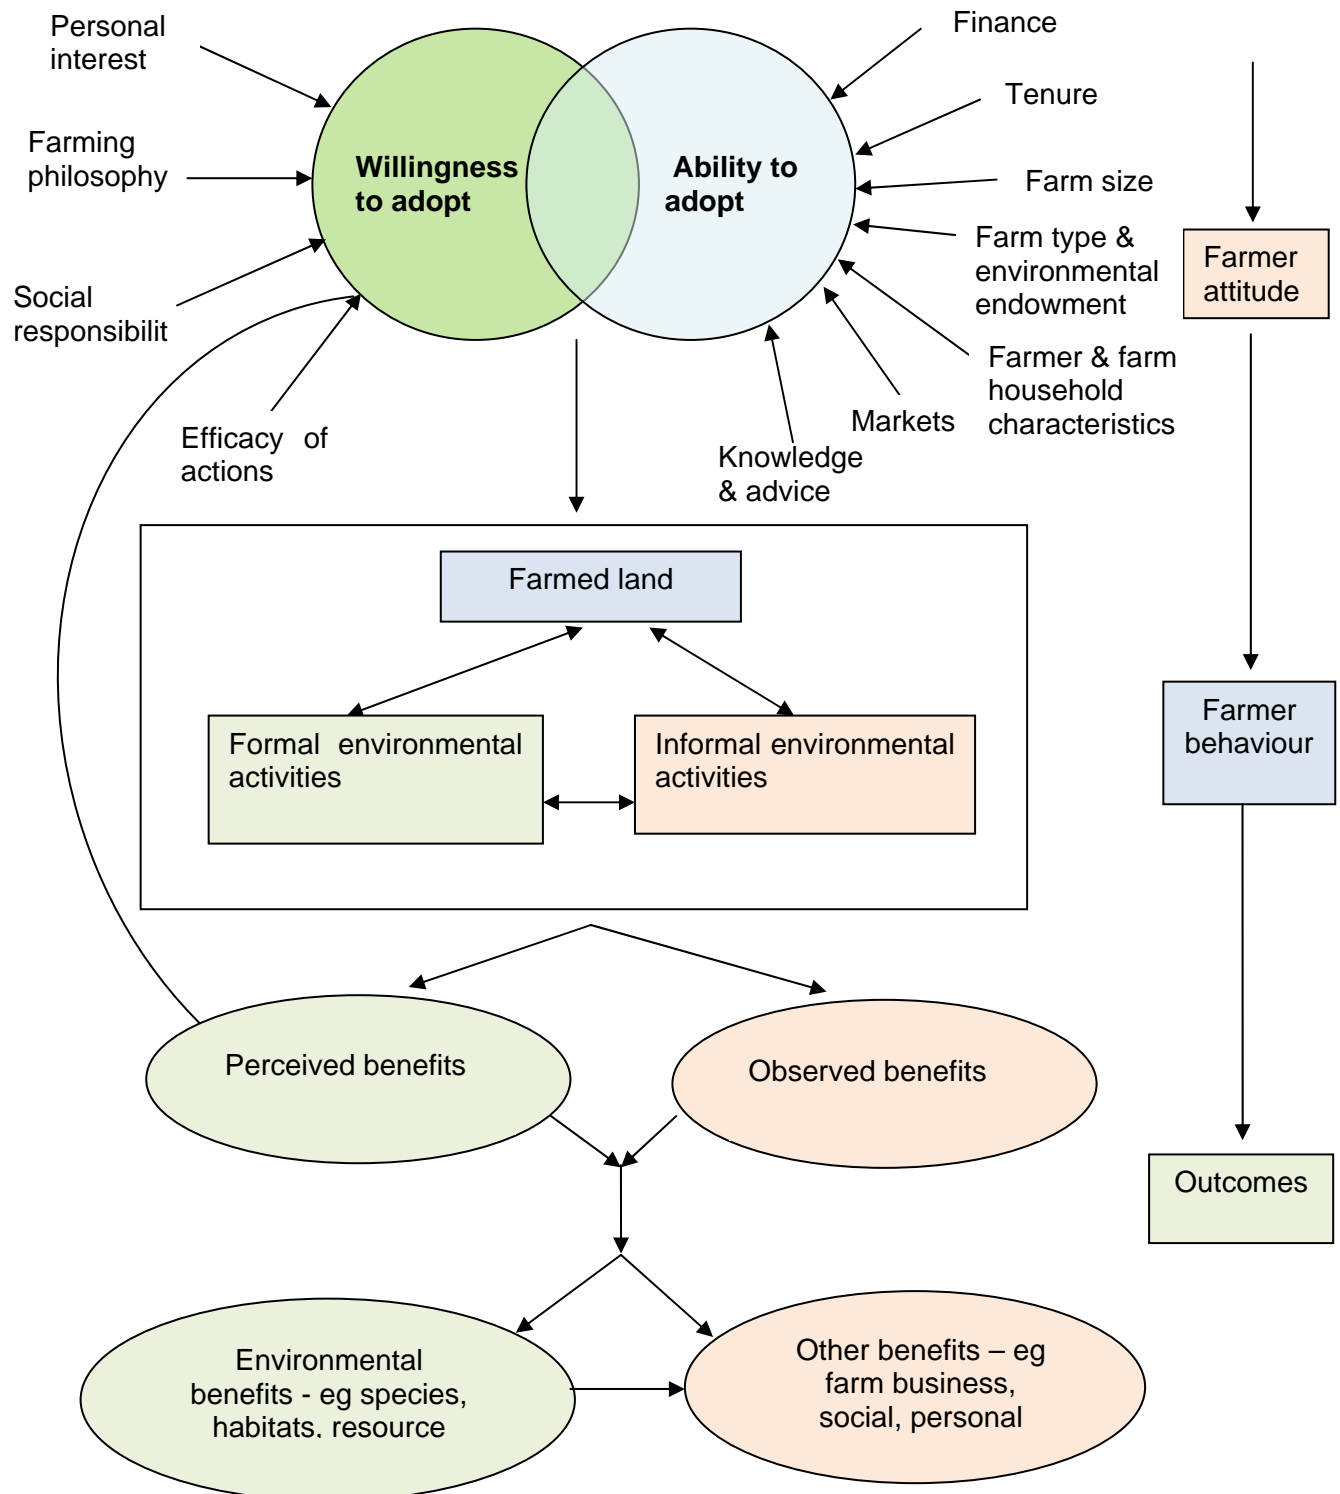 Personal
interest
Farming
philosophy
Social
responsibilit
Efficacy of
actions
Willingness
to adopt
Ability to
adopt
Finance
Tenure
Farm size
Farm type &
environmental
endowment
Farmer & farm
household
characteristics
Markets
Knowledge
& advice
Farmer
attitude
Farmed land
Formal environmental
activities
Informal environmental
activities
Farmer
behaviour
Perceived benefits
Observed benefits
Outcomes
Environmental
benefits - eg species,
habitats, resource
Other benefits – eg
farm business,
social, personal